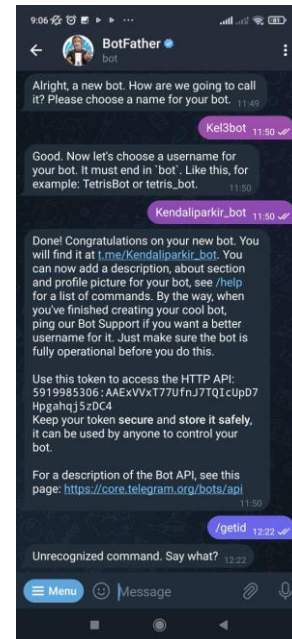 9:06
81
BotFather
bot
Alright, a new bot. How are we going to call
it? Please choose a name for your bot. 11:49
Kel3bot 11:50
Good. Now let's choose a username for
your bot. It must end in `bot`. Like this, for
example: TetrisBot or tetris_bot. 11:50
Kendaliparkir_bot 11:50
Done! Congratulations on your new bot. You
will find it at t.me/Kendaliparkir_bot. You
can now add a description, about section
and profile picture for your bot, see /help
for a list of commands. By the way, when
you've finished creating your cool bot,
ping our Bot Support if you want a better
username for it. Just make sure the bot is
fully operational before you do this.
Use this token to access the HTTP API:
5919985306:AAExVVxT77UfnJ7TQIcUpD7
Hpgahqj5zDC4
Keep your token secure and store it safely,
it can be used by anyone to control your
bot.
For a description of the Bot API, see this
page: https://core.telegram.org/bots/api
11:50
/getid 12:22
Unrecognized command. Say what? 12:22
Menu
Message